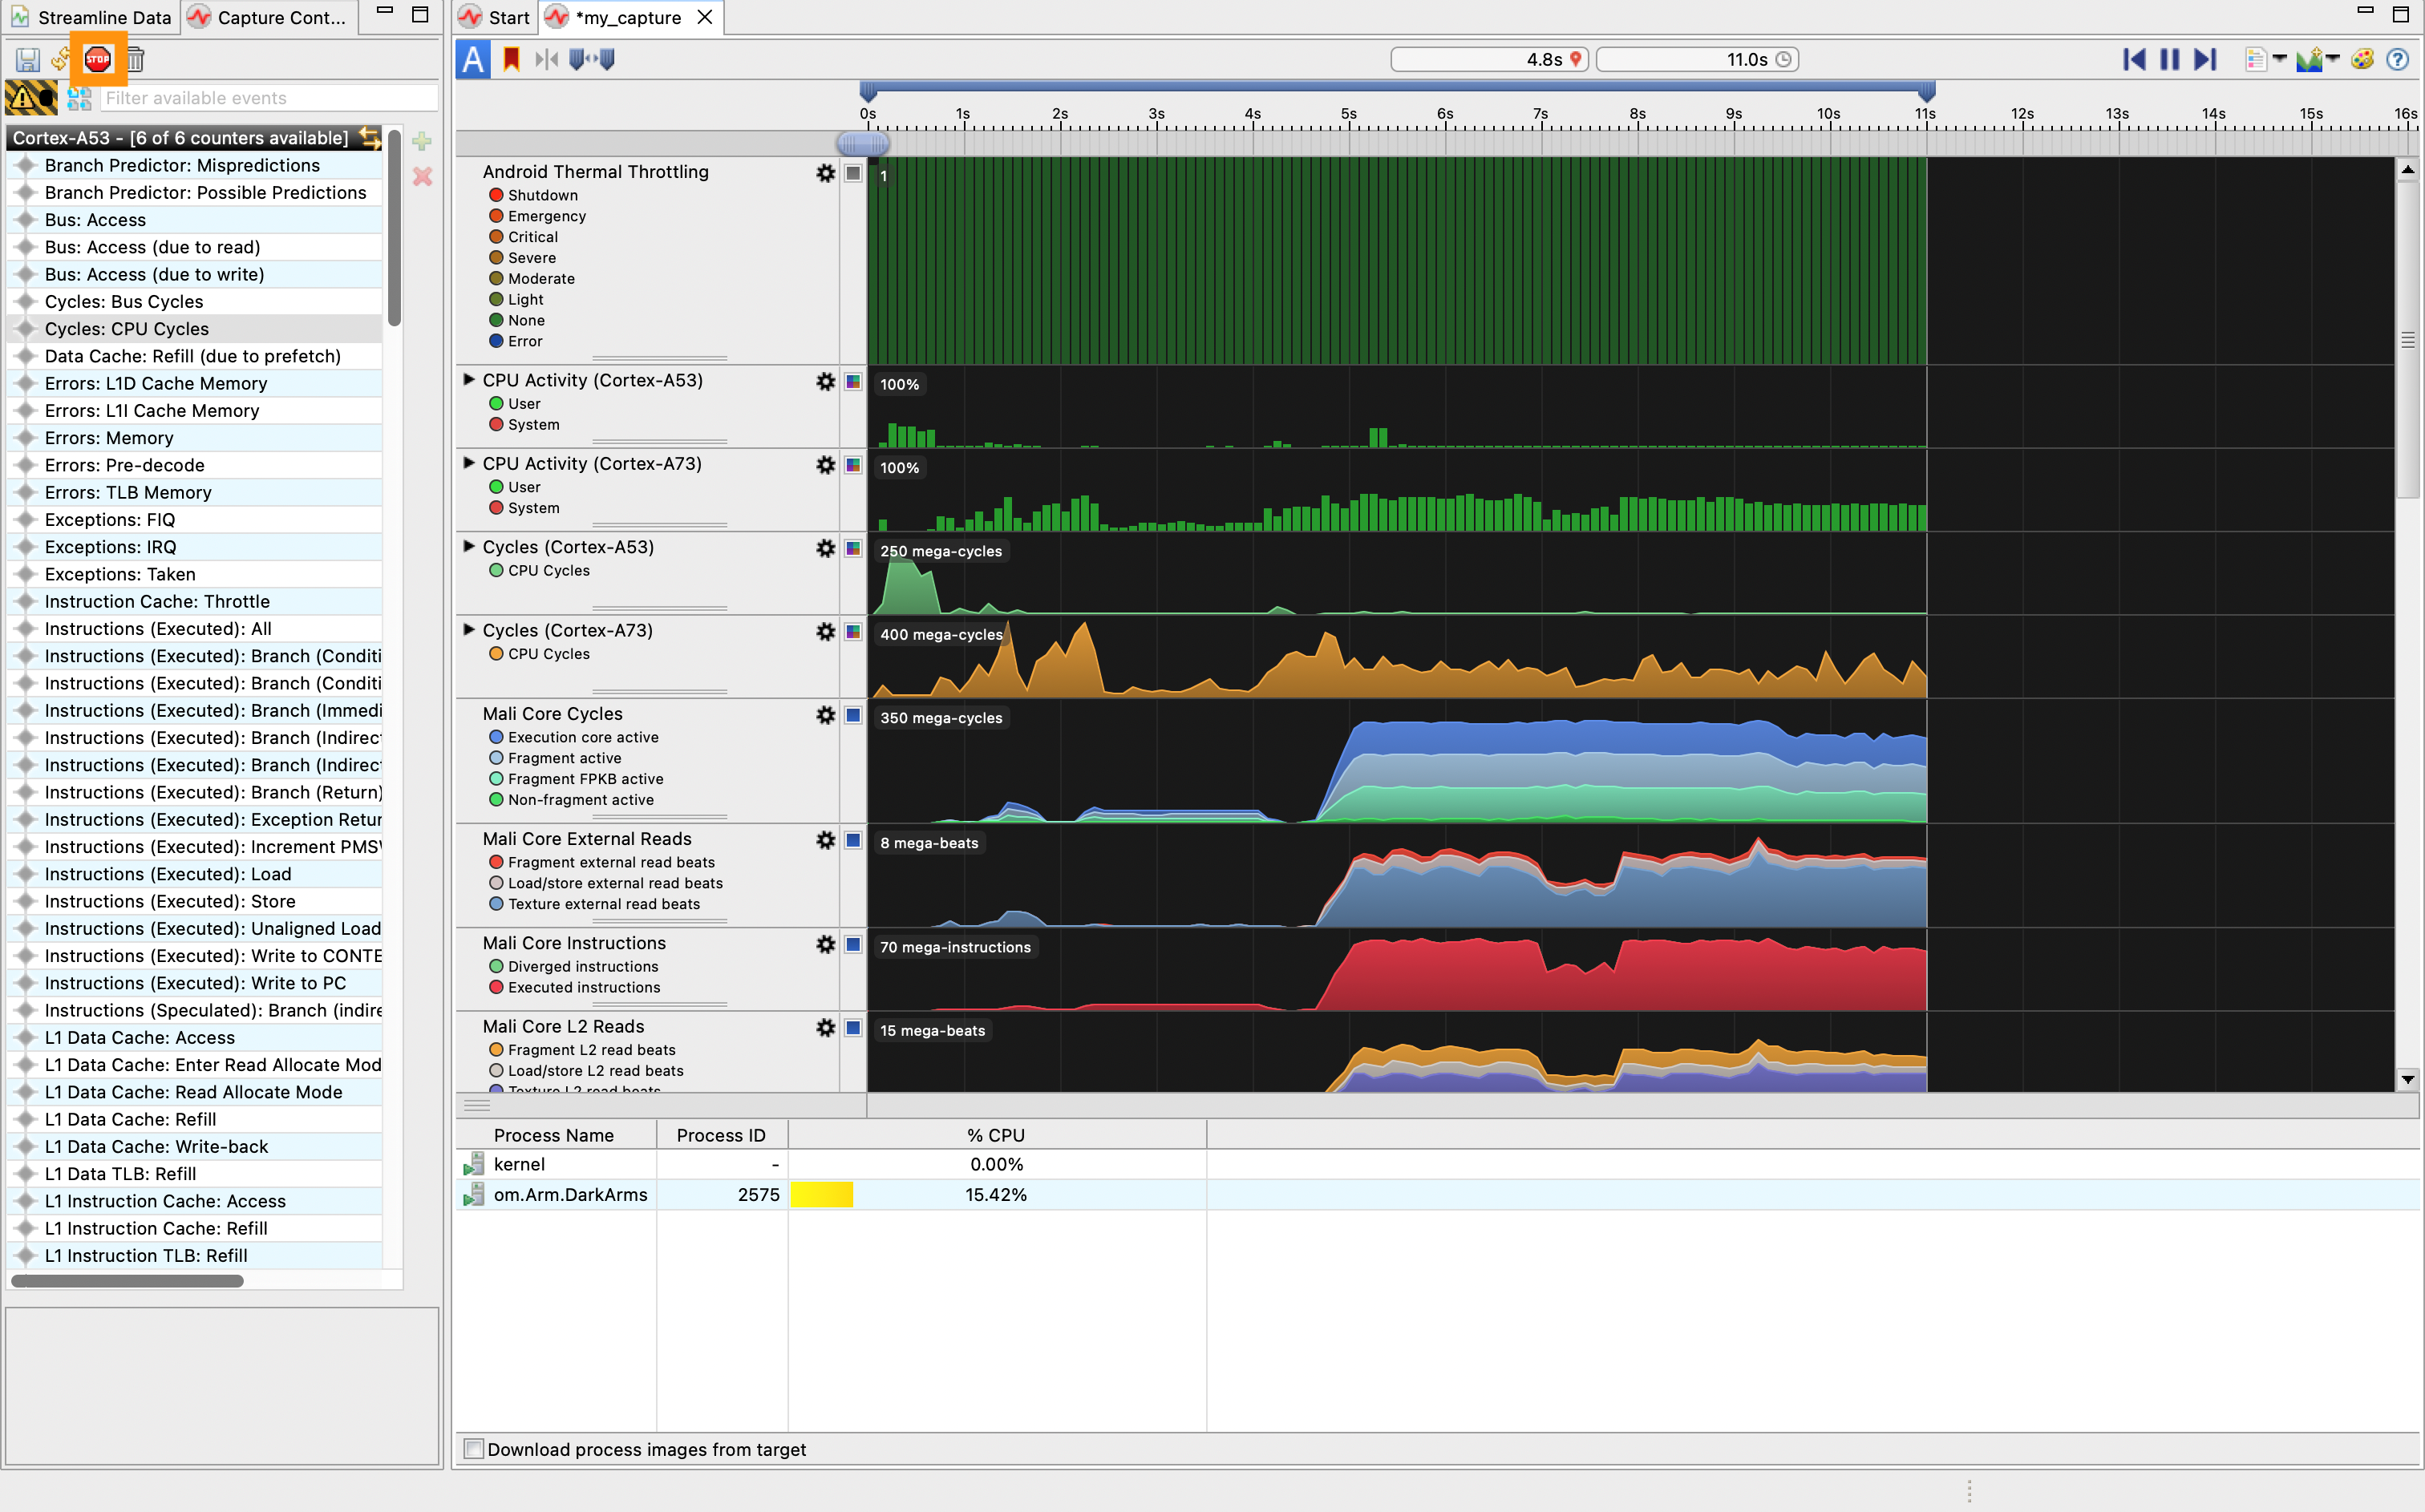 Streamline Data
Capture Cont...
STOP
Filter available events
Cortex-A53 - [6 of 6 counters available]
Branch Predictor: Mispredictions
Branch Predictor: Possible Predictions
Bus: Access
Bus: Access (due to read)
Bus: Access (due to write)
Cycles: Bus Cycles
Cycles: CPU Cycles
Data Cache: Refill (due to prefetch)
Errors: L1D Cache Memory
Errors: L1I Cache Memory
Errors: Memory
Errors: Pre-decode
Errors: TLB Memory
Exceptions: FIQ
Exceptions: IRQ
Exceptions: Taken
Instruction Cache: Throttle
Instructions (Executed): All
Instructions (Executed): Branch (Conditi
Instructions (Executed): Branch (Conditi
Instructions (Executed): Branch (Immedi
Instructions (Executed): Branch (Indirec
Instructions (Executed): Branch (Indirec
Instructions (Executed): Branch (Return)
Instructions (Executed): Exception Retur
Instructions (Executed): Increment PMS
Instructions (Executed): Load
Instructions (Executed): Store
Instructions (Executed): Unaligned Load
Instructions (Executed): Write to CONTE
Instructions (Executed): Write to PC
Instructions (Speculated): Branch (indire
L1 Data Cache: Access
L1 Data Cache: Enter Read Allocate Mod
L1 Data Cache: Read Allocate Mode
L1 Data Cache: Refill
L1 Data Cache: Write-back
L1 Data TLB: Refill
L1 Instruction Cache: Access
L1 Instruction Cache: Refill
L1 Instruction TLB: Refill
Start
*my_capture
A
4.8s
11.0s
0s 1s 2s 3s 4s 5s 6s 7s 8s 9s 10s 11s 12s 13s 14s 15s 16s
Android Thermal Throttling
1
Shutdown
Emergency
Critical
Severe
Moderate
Light
None
Error
CPU Activity (Cortex-A53)
100%
User
System
CPU Activity (Cortex-A73)
100%
User
System
Cycles (Cortex-A53)
250 mega-cycles
CPU Cycles
Cycles (Cortex-A73)
400 mega-cycles
CPU Cycles
Mali Core Cycles
350 mega-cycles
Execution core active
Fragment active
Fragment FPKB active
Non-fragment active
Mali Core External Reads
8 mega-beats
Fragment external read beats
Load/store external read beats
Texture external read beats
Mali Core Instructions
70 mega-instructions
Diverged instructions
Executed instructions
Mali Core L2 Reads
15 mega-beats
Fragment L2 read beats
Load/store L2 read beats
Texture L2 read beats
Process Name Process ID % CPU
kernel - 0.00%
om.Arm.DarkArms 2575 15.42%
Download process images from target